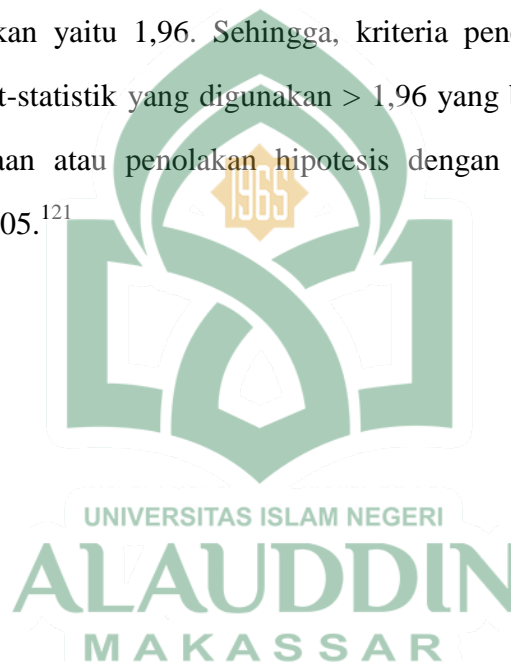 kan yaitu 1,96. Sehingga, kriteria pene
t-statistik yang digunakan > 1,96 yang b
aan atau penolakan hipotesis dengan
05.121
1965
UNIVERSITAS ISLAM NEGERI
ALAUDDIN
MAKASSAR